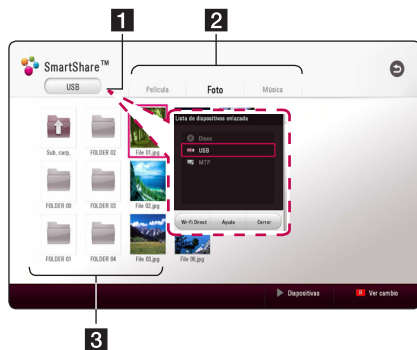 1
2
SmartShare™
USB
Película
Foto
Música
Lista de dispositivos enlazada
Disco
USB
MTP
Wi-Fi Direct
Ayuda
Cerrar
Sub. carp.
FOLDER 02
File 01.jpg
FOLDER 00
FOLDER 03
File 02.jpg
FOLDER 01
FOLDER 04
File 03.jpg
File 06.jpg
Diapositivas
R Ver cambio
3